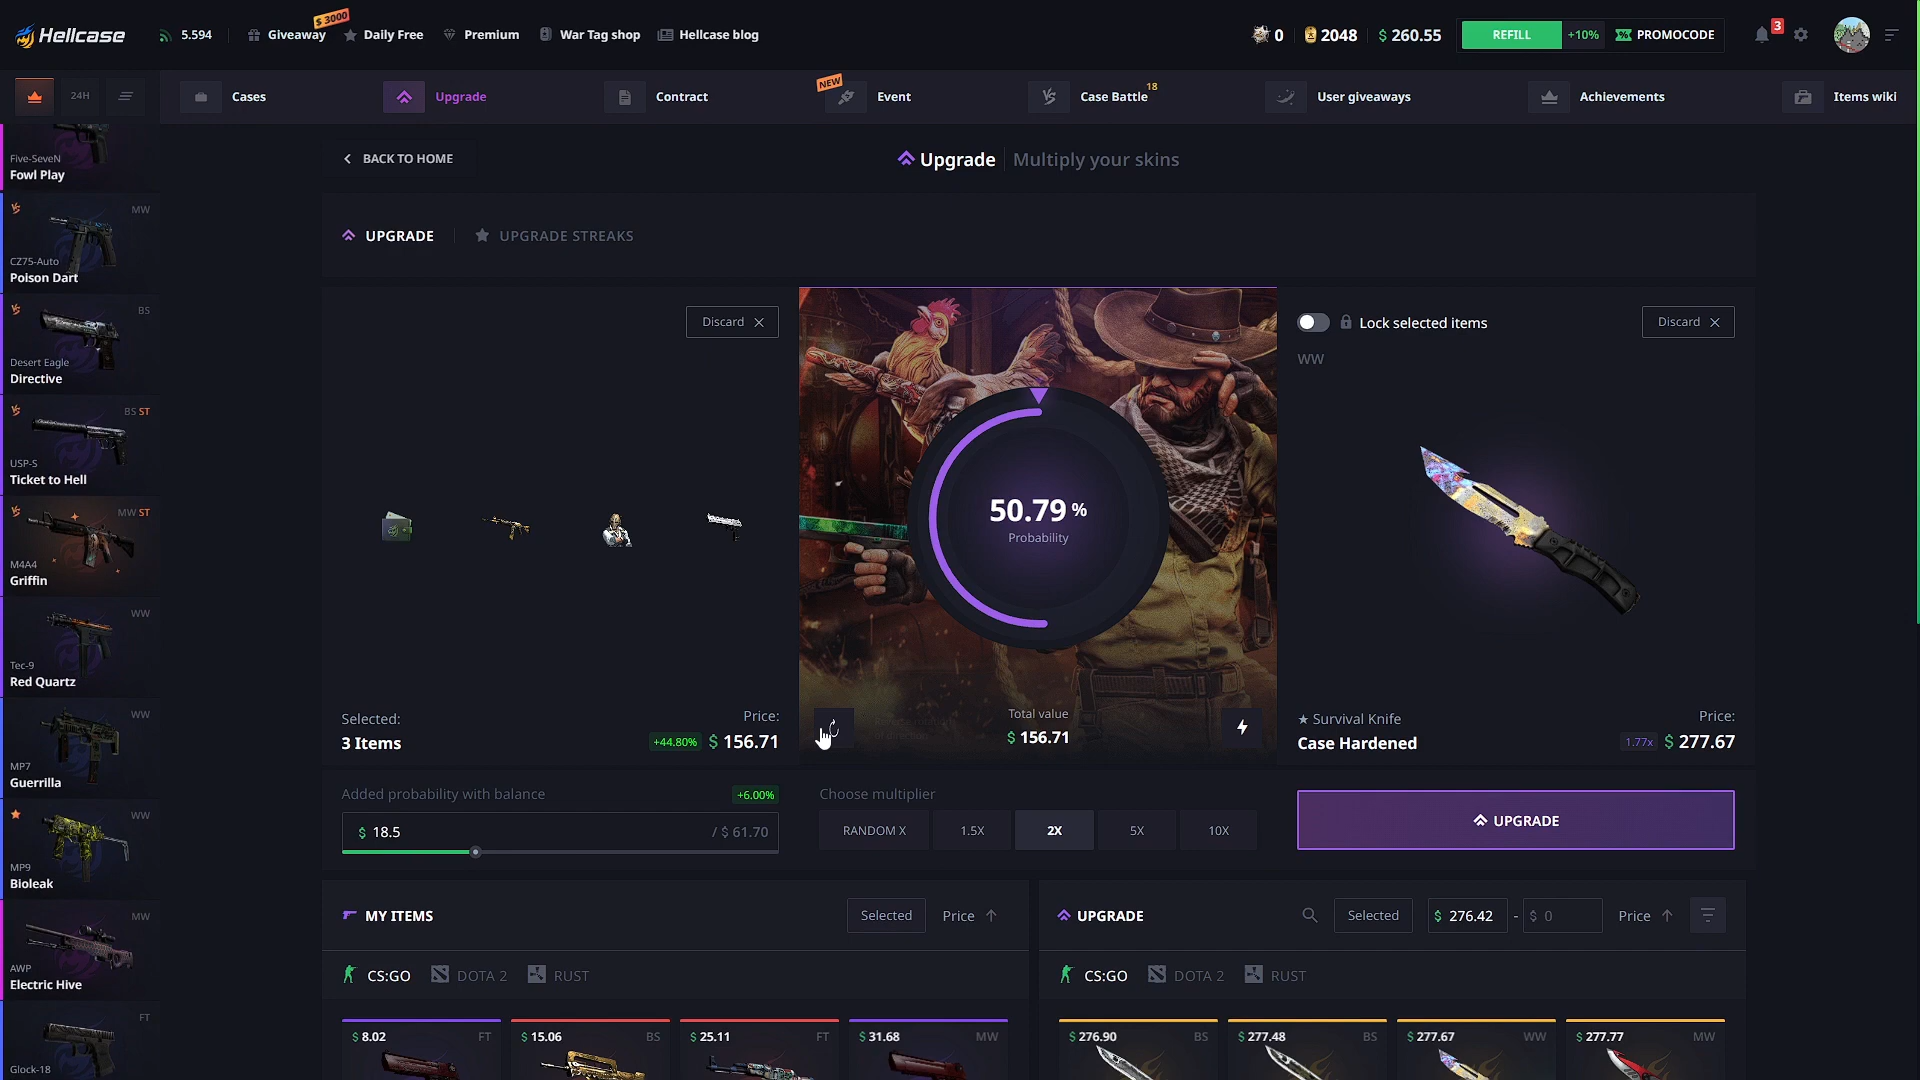 Hellcase
5.594
Giveaway
$ 3000
Daily Free
Premium
War Tag shop
Hellcase blog
0
2048
$ 260.55
REFILL
+10%
PROMOCODE
3
24H
Cases
Upgrade
Contract
NEW
Event
Case Battle
18
User giveaways
Achievements
Items wiki
Five-SeveN
Fowl Play
MW
CZ75-Auto
Poison Dart
BS
Desert Eagle
Directive
BS ST
USP-S
Ticket to Hell
MW ST
M4A4
Griffin
WW
Tec-9
Red Quartz
WW
MP7
Guerrilla
WW
MP9
Bioleak
MW
AWP
Electric Hive
FT
Glock-18
BACK TO HOME
Upgrade
Multiply your skins
UPGRADE
UPGRADE STREAKS
Discard
Selected:
3 Items
Price:
+44.80%
$ 156.71
50.79 %
Probability
Total value
$ 156.71
Lock selected items
Discard
WW
★ Survival Knife
Case Hardened
Price:
1.77x
$ 277.67
Added probability with balance
+6.00%
$ 18.5
/ $ 61.70
Choose multiplier
RANDOM X
1.5X
2X
5X
10X
UPGRADE
MY ITEMS
Selected
Price
CS:GO
DOTA 2
RUST
$ 8.02
FT
$ 15.06
BS
$ 25.11
FT
$ 31.68
MW
UPGRADE
Selected
$ 276.42
-
$ 0
Price
CS:GO
DOTA 2
RUST
$ 276.90
BS
$ 277.48
BS
$ 277.67
WW
$ 277.77
MW